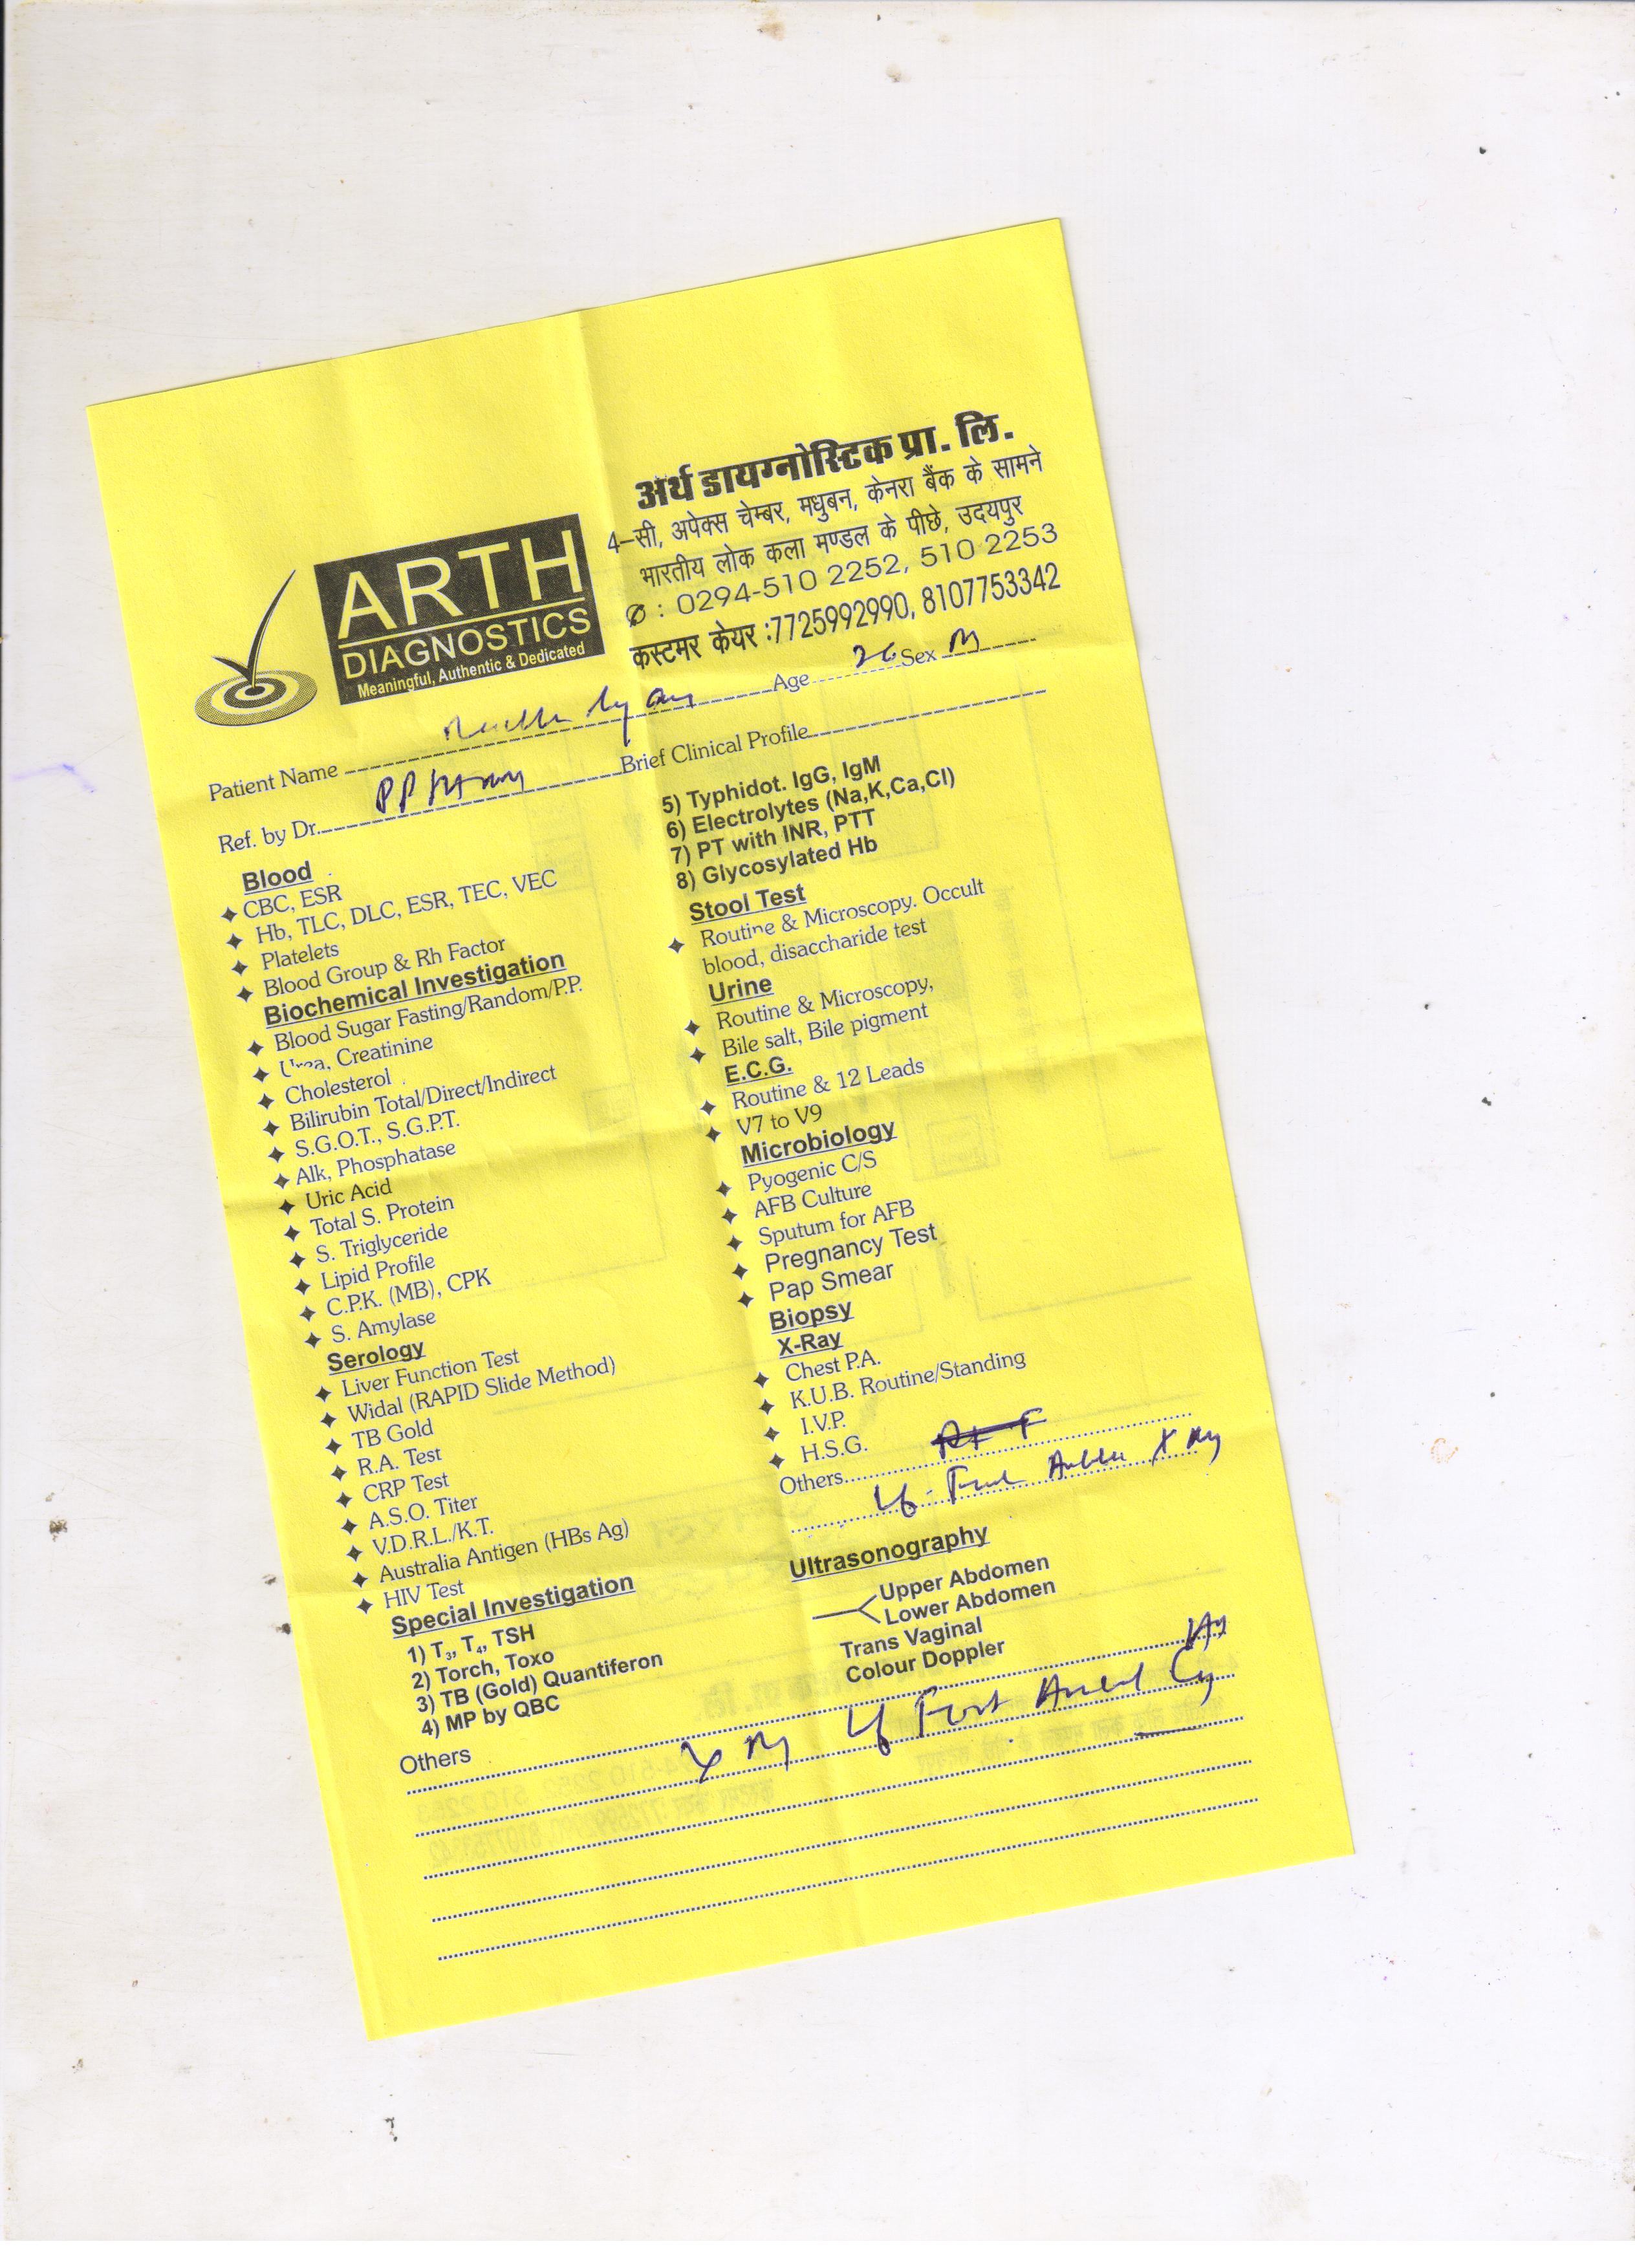 अर्थ डायग्नोस्टिक प्रा. लि.
4-सी, अपेक्स चेम्बर, मधुबन, केनरा बैंक के सामने
भारतीय लोक कला मण्डल के पीछे, उदयपुर
✆ : 0294-510 2252, 510 2253
कस्टमर केयर :7725992990, 8107753342
ARTH
DIAGNOSTICS
Meaningful, Authentic & Dedicated
Patient Name Age Sex M
Ref. by Dr. Brief Clinical Profile
Blood
CBC, ESR
Hb, TLC, DLC, ESR, TEC, VEC
Platelets
Blood Group & Rh Factor
Biochemical Investigation
Blood Sugar Fasting/Random/P.P.
Urea, Creatinine
Cholesterol
Bilirubin Total/Direct/Indirect
S.G.O.T., S.G.P.T.
Alk, Phosphatase
Uric Acid
Total S. Protein
S. Triglyceride
Lipid Profile
C.P.K. (MB), CPK
S. Amylase
Serology
Liver Function Test
Widal (RAPID Slide Method)
TB Gold
R.A. Test
CRP Test
A.S.O. Titer
V.D.R.L./K.T.
Australia Antigen (HBs Ag)
HIV Test
Special Investigation
1) T₃, T₄, TSH
2) Torch, Toxo
3) TB (Gold) Quantiferon
4) MP by QBC
5) Typhidot. IgG, IgM
6) Electrolytes (Na,K,Ca,Cl)
7) PT with INR, PTT
8) Glycosylated Hb
Stool Test
Routine & Microscopy. Occult
blood, disaccharide test
Urine
Routine & Microscopy,
Bile salt, Bile pigment
E.C.G.
Routine & 12 Leads
V7 to V9
Microbiology
Pyogenic C/S
AFB Culture
Sputum for AFB
Pregnancy Test
Pap Smear
Biopsy
X-Ray
Chest P.A.
K.U.B. Routine/Standing
I.V.P.
H.S.G.
Others
Ultrasonography
Upper Abdomen
Lower Abdomen
Trans Vaginal
Colour Doppler
Others